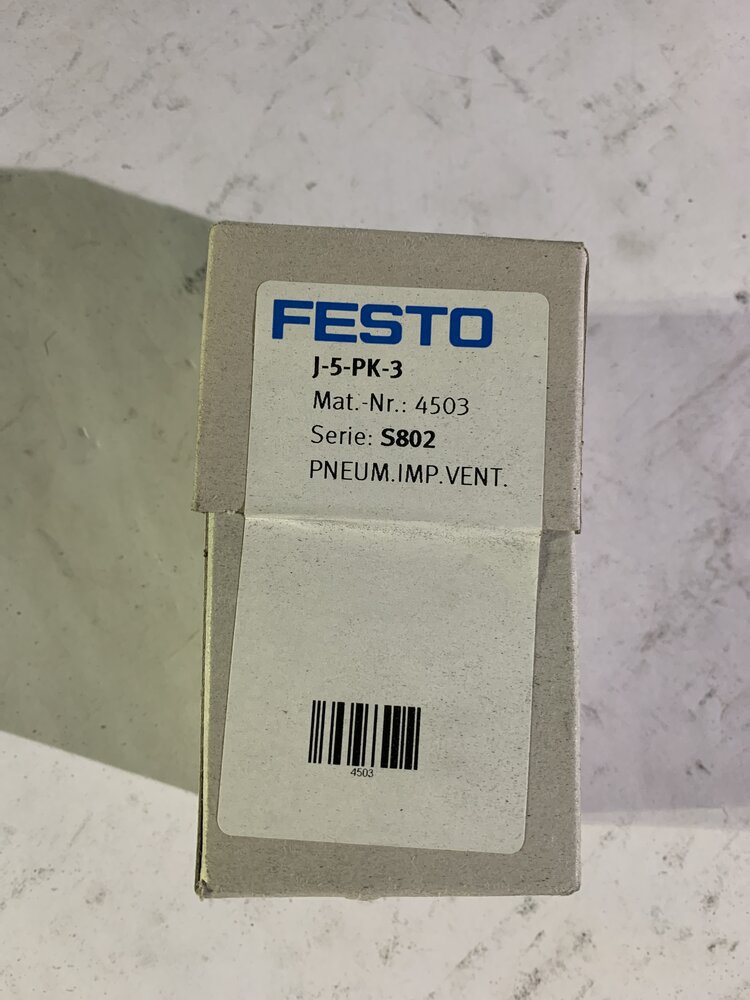 FESTO
J-5-PK-3
Mat.-Nr.: 4503
Serie: S802
PNEUM.IMP.VENT.
4503